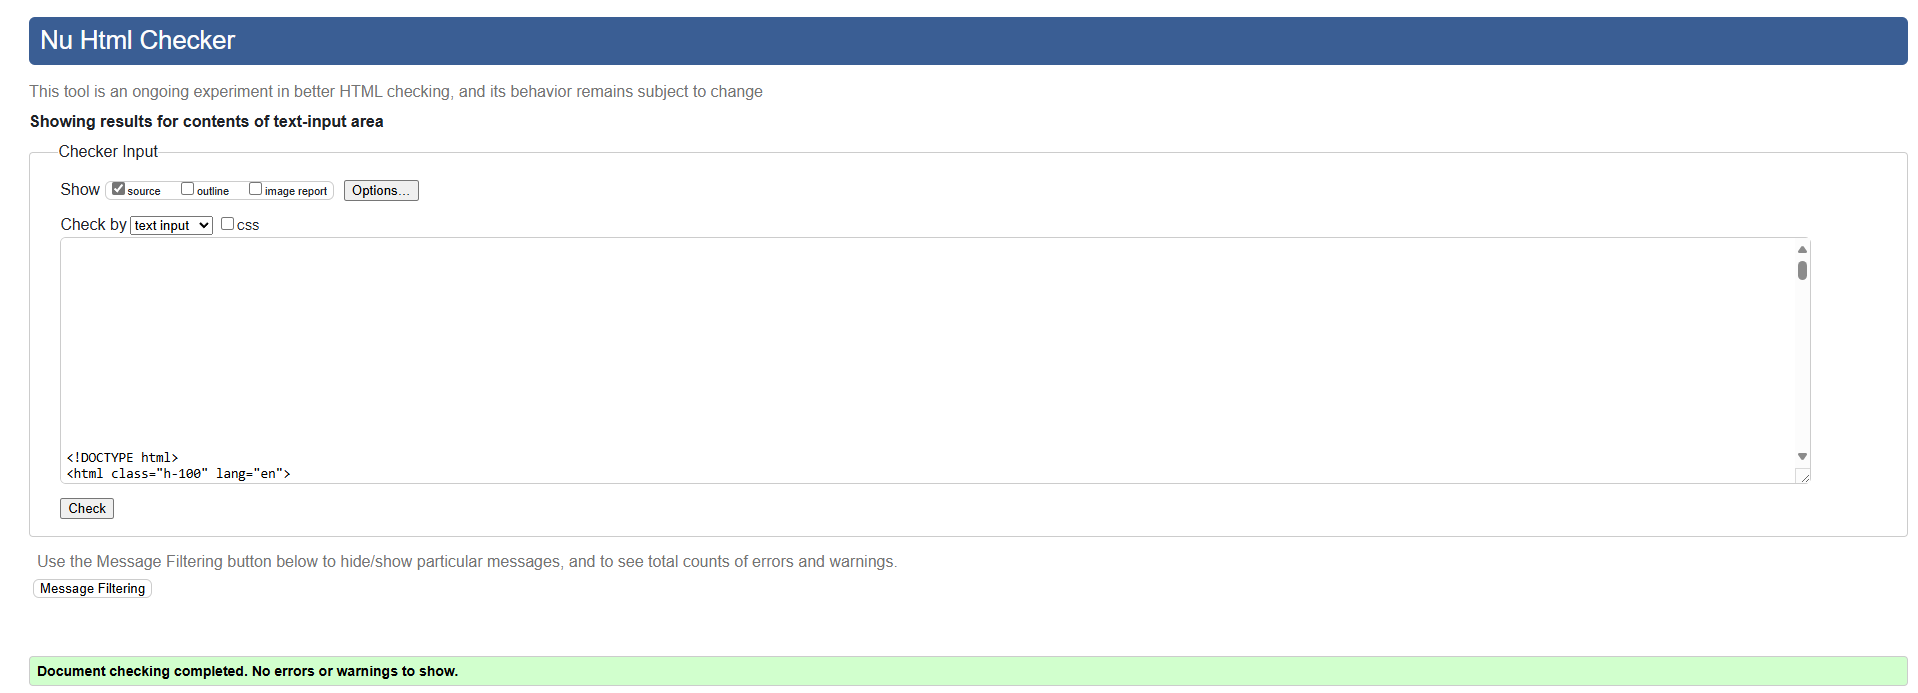 Nu Html Checker
This tool is an ongoing experiment in better HTML checking, and its behavior remains subject to change
Showing results for contents of text-input area
Checker Input
Show source outline image report Options...
Check by text input css
<!DOCTYPE html>
<html class="h-100" lang="en">
Check
Use the Message Filtering button below to hide/show particular messages, and to see total counts of errors and warnings.
Message Filtering
Document checking completed. No errors or warnings to show.